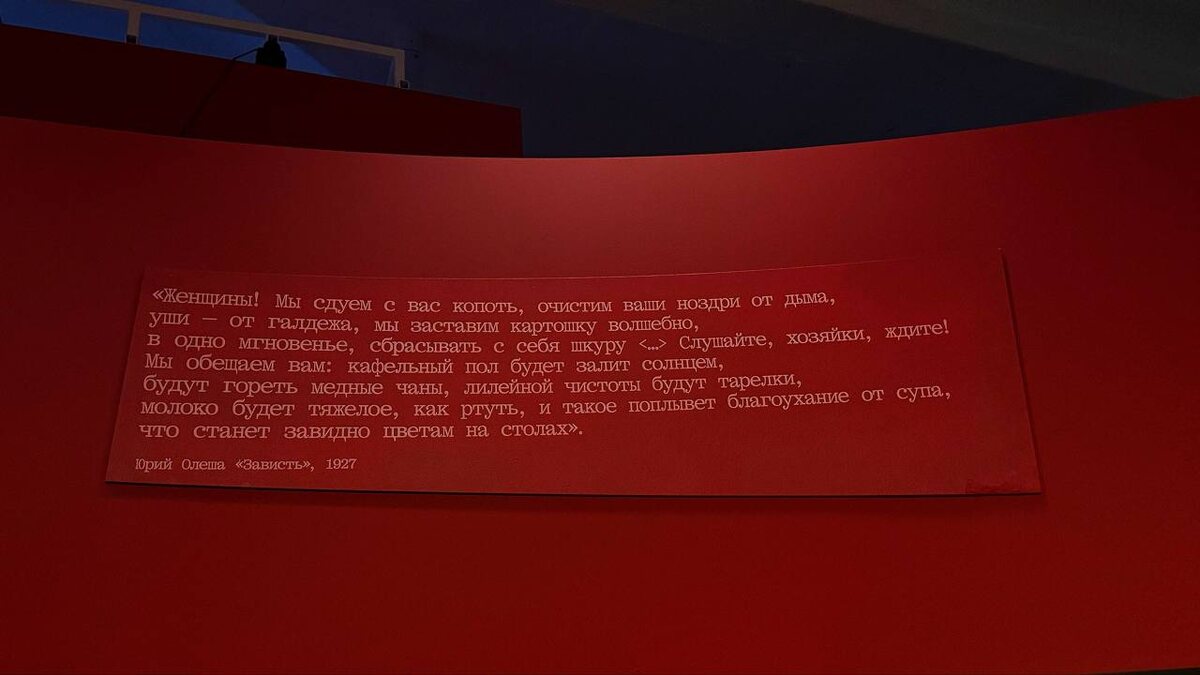 «Женщины! Мы сдуем с вас копоть, очистим ваши ноздри от дыма,
уши — от галдежа, мы заставим картошку волшебно,
в одно мгновенье, сбрасывать с себя шкуру <…> Слушайте, хозяйки, ждите!
Мы обещаем вам: кафельный пол будет залит солнцем,
будут гореть медные чаны, лилейной чистоты будут тарелки,
молоко будет тяжелое, как ртуть, и такое поплывет благоухание от супа,
что станет завидно цветам на столах».
Юрий Олеша «Зависть», 1927